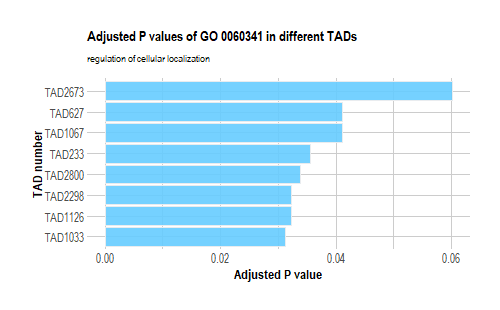 Adjusted P values of GO 0060341 in different TADs
regulation of cellular localization
TAD number
TAD2673
TAD627
TAD1067
TAD233
TAD2800
TAD2298
TAD1126
TAD1033
0.00 0.02 0.04 0.06
Adjusted P value